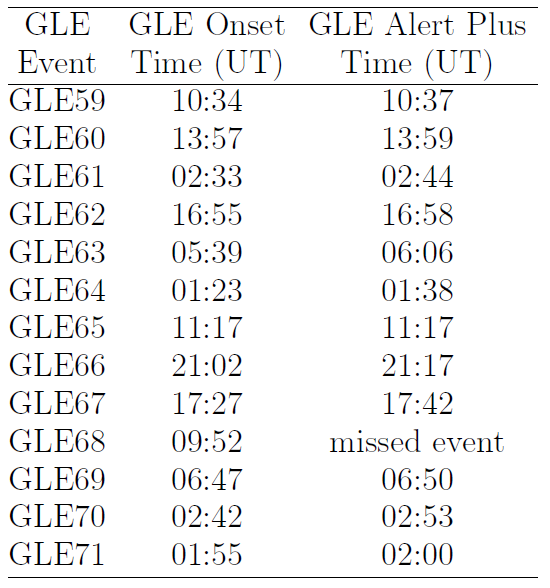 GLE GLE Onset GLE Alert Plus
Event Time (UT) Time (UT)
GLE59 10:34 10:37
GLE60 13:57 13:59
GLE61 02:33 02:44
GLE62 16:55 16:58
GLE63 05:39 06:06
GLE64 01:23 01:38
GLE65 11:17 11:17
GLE66 21:02 21:17
GLE67 17:27 17:42
GLE68 09:52 missed event
GLE69 06:47 06:50
GLE70 02:42 02:53
GLE71 01:55 02:00